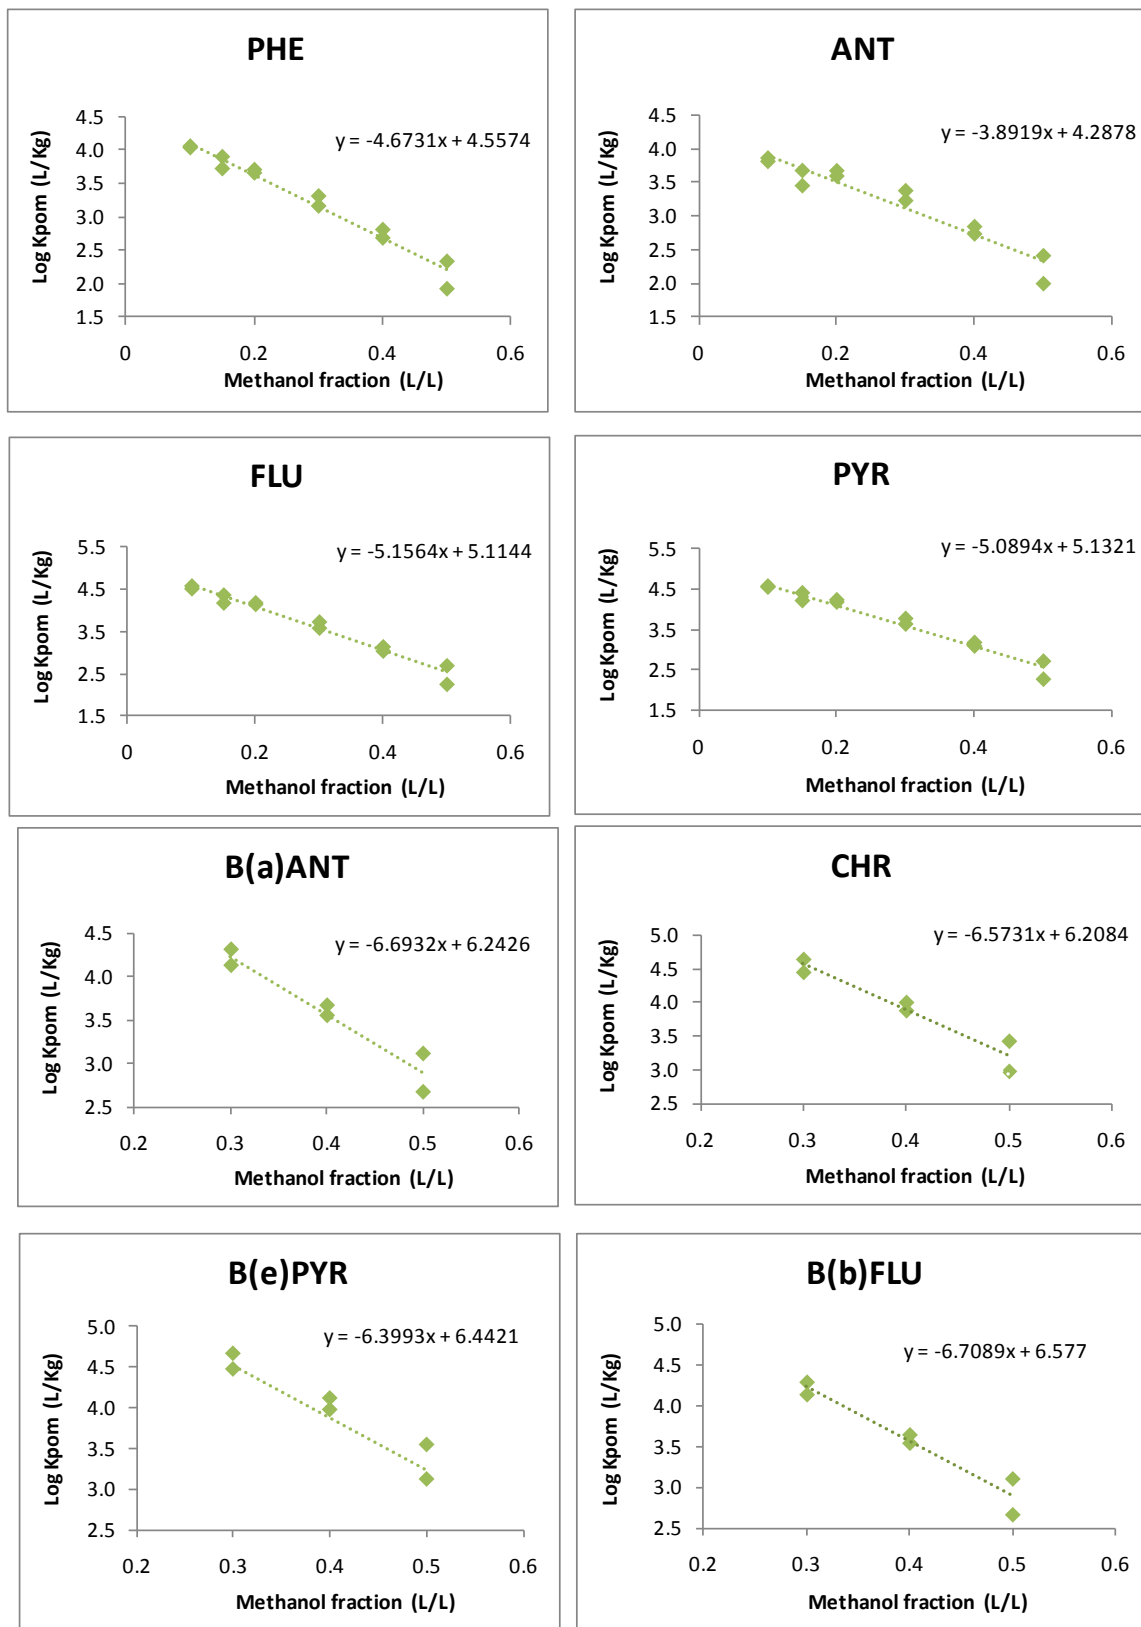 PHE
y = -4.6731x + 4.5574
Log Kpom (L/Kg)
4.5
4.0
3.5
3.0
2.5
2.0
1.5
0 0.2 0.4 0.6
Methanol fraction (L/L)
ANT
y = -3.8919x + 4.2878
Log Kpom (L/Kg)
4.5
4.0
3.5
3.0
2.5
2.0
1.5
0 0.2 0.4 0.6
Methanol fraction (L/L)
FLU
y = -5.1564x + 5.1144
Log Kpom (L/Kg)
5.5
4.5
3.5
2.5
1.5
0 0.2 0.4 0.6
Methanol fraction (L/L)
PYR
y = -5.0894x + 5.1321
Log Kpom (L/Kg)
5.5
4.5
3.5
2.5
1.5
0 0.2 0.4 0.6
Methanol fraction (L/L)
B(a)ANT
y = -6.6932x + 6.2426
Log Kpom (L/Kg)
4.5
4.0
3.5
3.0
2.5
0.2 0.3 0.4 0.5 0.6
Methanol fraction (L/L)
CHR
y = -6.5731x + 6.2084
Log Kpom (L/Kg)
5.0
4.5
4.0
3.5
3.0
2.5
0.2 0.3 0.4 0.5 0.6
Methanol fraction (L/L)
B(e)PYR
y = -6.3993x + 6.4421
Log Kpom (L/Kg)
5.0
4.5
4.0
3.5
3.0
2.5
0.2 0.3 0.4 0.5 0.6
Methanol fraction (L/L)
B(b)FLU
y = -6.7089x + 6.577
Log Kpom (L/Kg)
5.0
4.5
4.0
3.5
3.0
2.5
0.2 0.3 0.4 0.5 0.6
Methanol fraction (L/L)